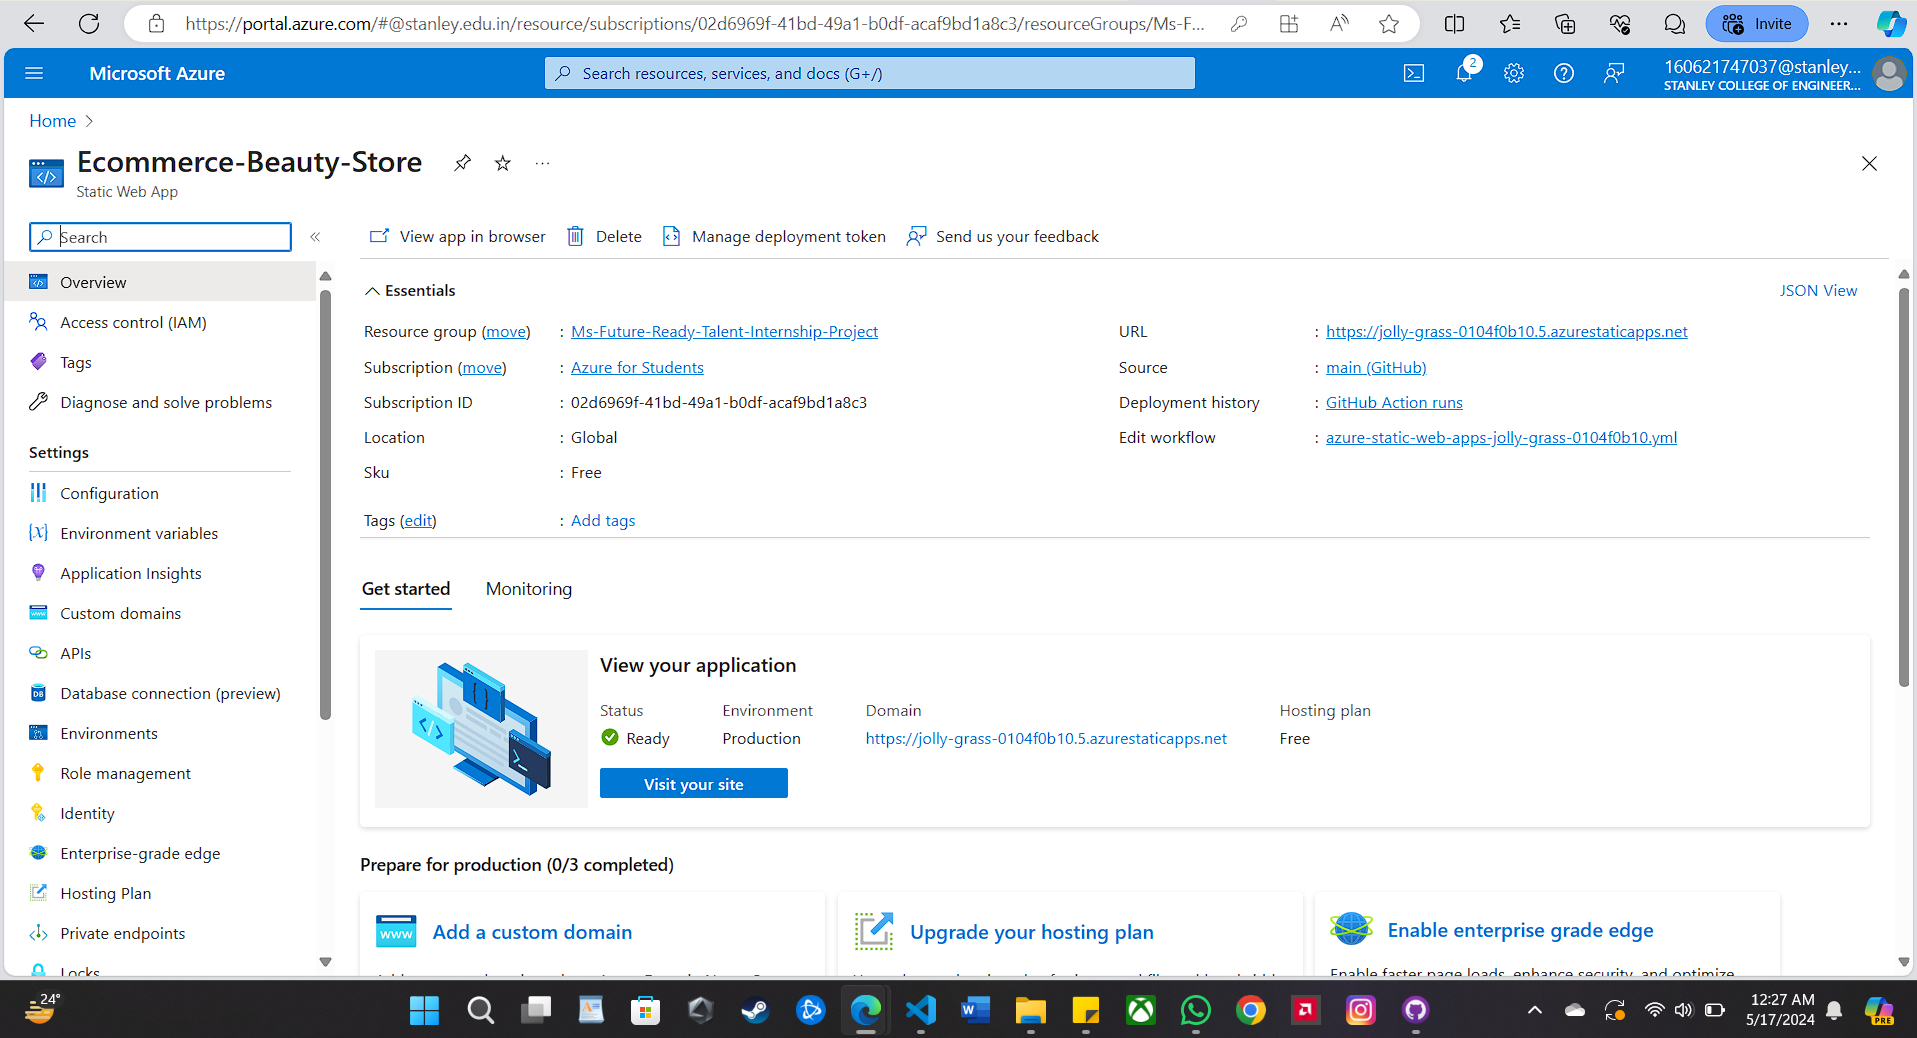 https://portal.azure.com/#@stanley.edu.in/resource/subscriptions/02d6969f-41bd-49a1-b0df-acaf9bd1a8c3/resourceGroups/Ms-F...
Invite
Microsoft Azure
Search resources, services, and docs (G+/)
2
160621747037@stanley...
STANLEY COLLEGE OF ENGINEER...
Home
Ecommerce-Beauty-Store
Static Web App
Search
View app in browser
Delete
Manage deployment token
Send us your feedback
Overview
Access control (IAM)
Tags
Diagnose and solve problems
Settings
Configuration
Environment variables
Application Insights
Custom domains
APIs
Database connection (preview)
Environments
Role management
Identity
Enterprise-grade edge
Hosting Plan
Private endpoints
Locks
Essentials
JSON View
Resource group (move) : Ms-Future-Ready-Talent-Internship-Project
Subscription (move) : Azure for Students
Subscription ID : 02d6969f-41bd-49a1-b0df-acaf9bd1a8c3
Location : Global
Sku : Free
Tags (edit) : Add tags
URL : https://jolly-grass-0104f0b10.5.azurestaticapps.net
Source : main (GitHub)
Deployment history : GitHub Action runs
Edit workflow : azure-static-web-apps-jolly-grass-0104f0b10.yml
Get started
Monitoring
View your application
Status
Ready
Environment
Production
Domain
https://jolly-grass-0104f0b10.5.azurestaticapps.net
Hosting plan
Free
Visit your site
Prepare for production (0/3 completed)
www
Add a custom domain
Upgrade your hosting plan
Enable enterprise grade edge
Enable faster page loads, enhance security, and optimize
24°
12:27 AM
5/17/2024
PRE